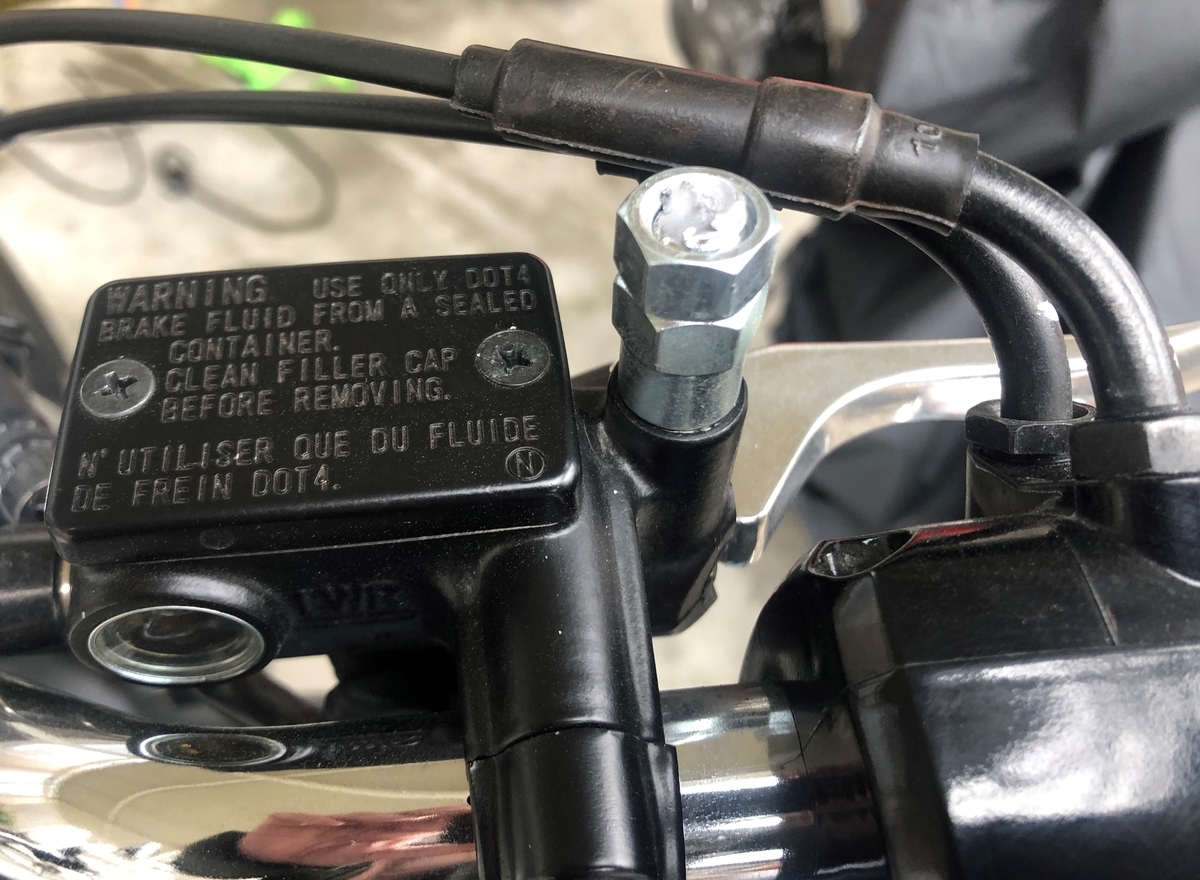 WARNING. USE ONLY DOT4
BRAKE FLUID FROM A SEALED
CONTAINER.
CLEAN FILLER CAP
BEFORE REMOVING.
N'UTILISER QUE DU FLUIDE
DE FREIN DOT4.
N